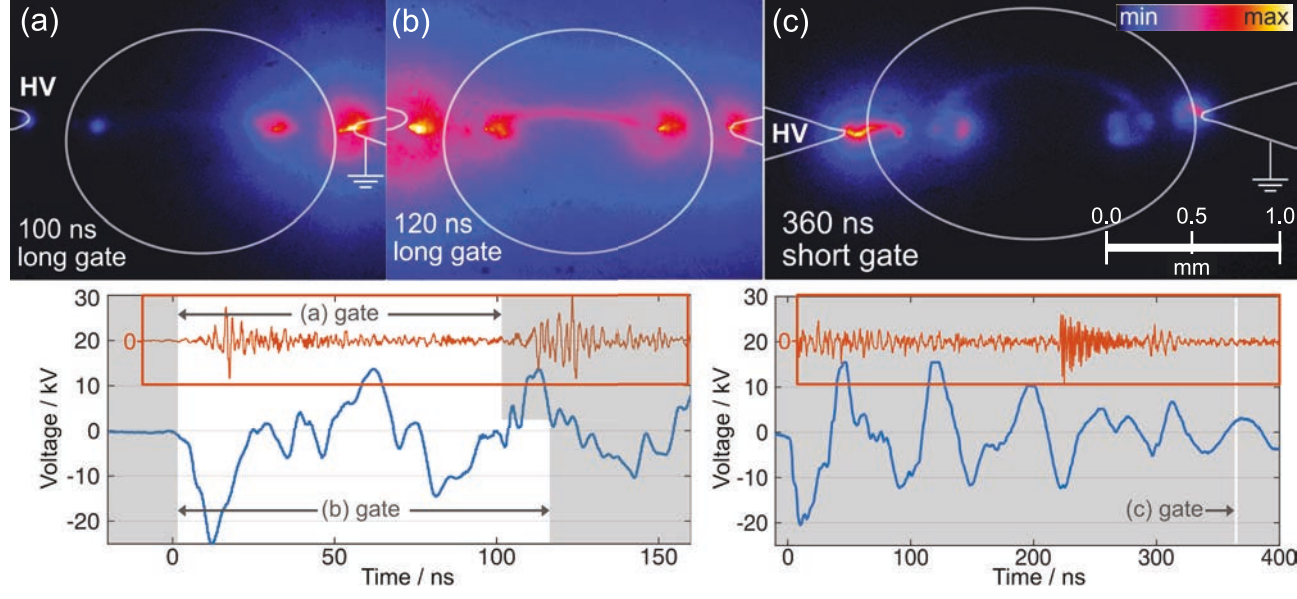 (a)
(b)
(c)
min max
HV
HV
100 ns
long gate
120 ns
long gate
360 ns
short gate
0.0 0.5 1.0
mm
30
20
10
0
-10
-20
Voltage / kV
0
(a) gate
(b) gate
0 50 100 150
Time / ns
30
20
10
0
-10
-20
Voltage / kV
0
(c) gate
0 100 200 300 400
Time / ns